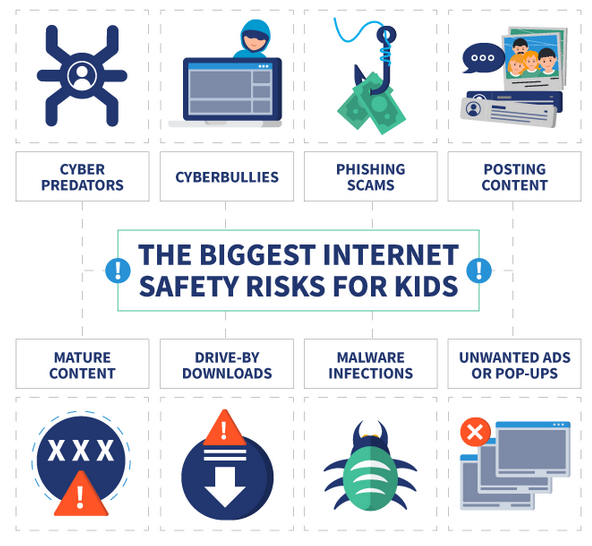 CYBER
PREDATORS
CYBERBULLIES
PHISHING
SCAMS
POSTING
CONTENT
THE BIGGEST INTERNET
SAFETY RISKS FOR KIDS
MATURE
CONTENT
DRIVE-BY
DOWNLOADS
MALWARE
INFECTIONS
UNWANTED ADS
OR POP-UPS
XXX